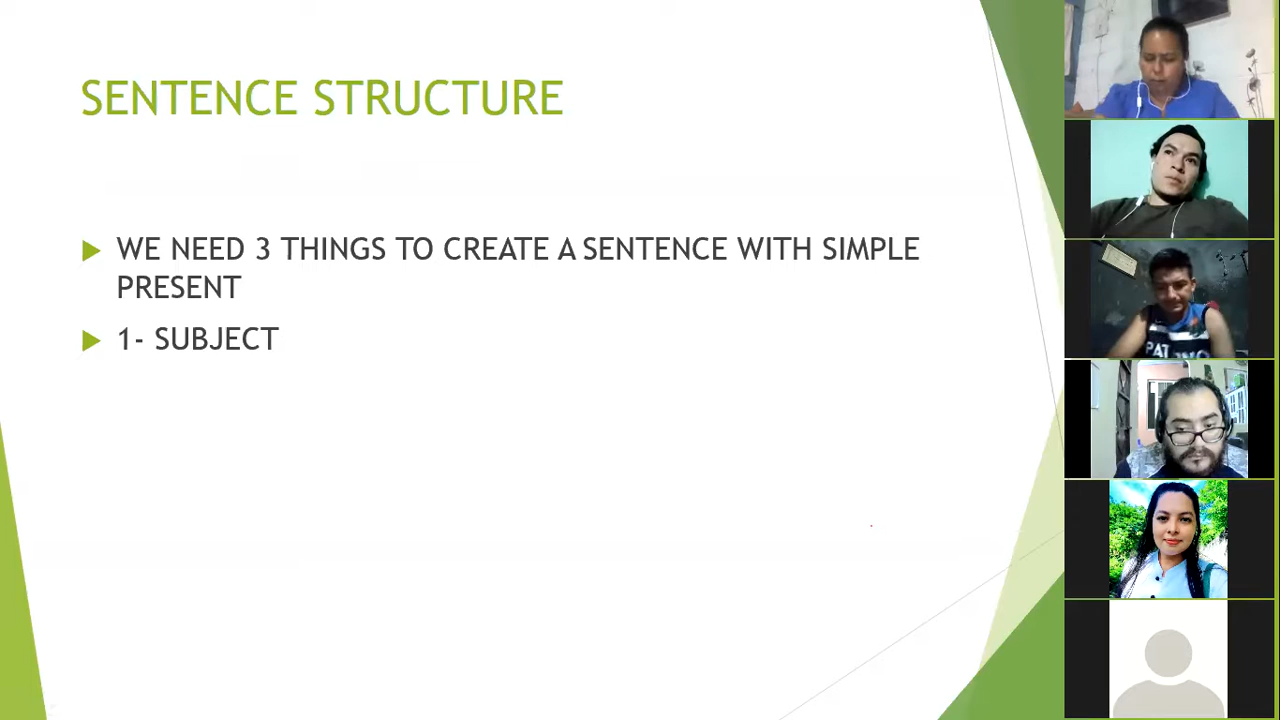 SENTENCE STRUCTURE
WE NEED 3 THINGS TO CREATE A SENTENCE WITH SIMPLE
PRESENT
1- SUBJECT